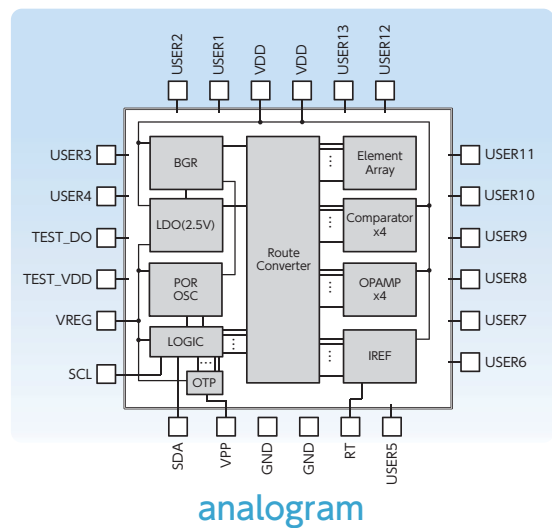 USER2
USER1
VDD
VDD
USER13
USER12
USER3
USER4
TEST_DO
TEST_VDD
VREG
SCL
BGR
LDO(2.5V)
POR
OSC
LOGIC
OTP
Route
Converter
Element
Array
Comparator
x4
OPAMP
x4
IREF
USER11
USER10
USER9
USER8
USER7
USER6
SDA
VPP
GND
GND
RT
USER5
analogram